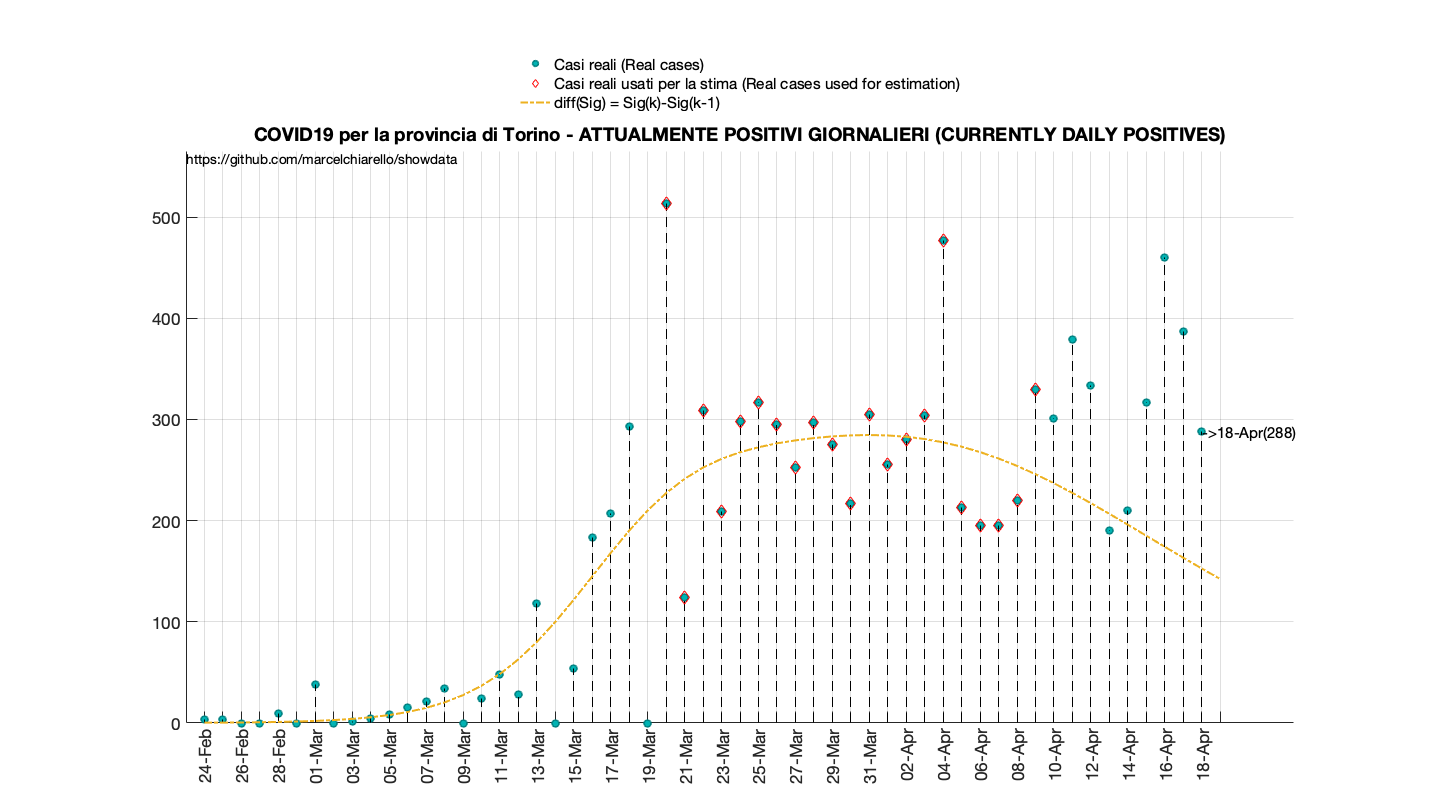 Casi reali (Real cases)
Casi reali usati per la stima (Real cases used for estimation)
diff(Sig) = Sig(k)-Sig(k-1)
COVID19 per la provincia di Torino - ATTUALMENTE POSITIVI GIORNALIERI (CURRENTLY DAILY POSITIVES)
https://github.com/marcelchiarello/showdata
500
400
300
200
100
0
->18-Apr(288)
24-Feb
26-Feb
28-Feb
01-Mar
03-Mar
05-Mar
07-Mar
09-Mar
11-Mar
13-Mar
15-Mar
17-Mar
19-Mar
21-Mar
23-Mar
25-Mar
27-Mar
29-Mar
31-Mar
02-Apr
04-Apr
06-Apr
08-Apr
10-Apr
12-Apr
14-Apr
16-Apr
18-Apr